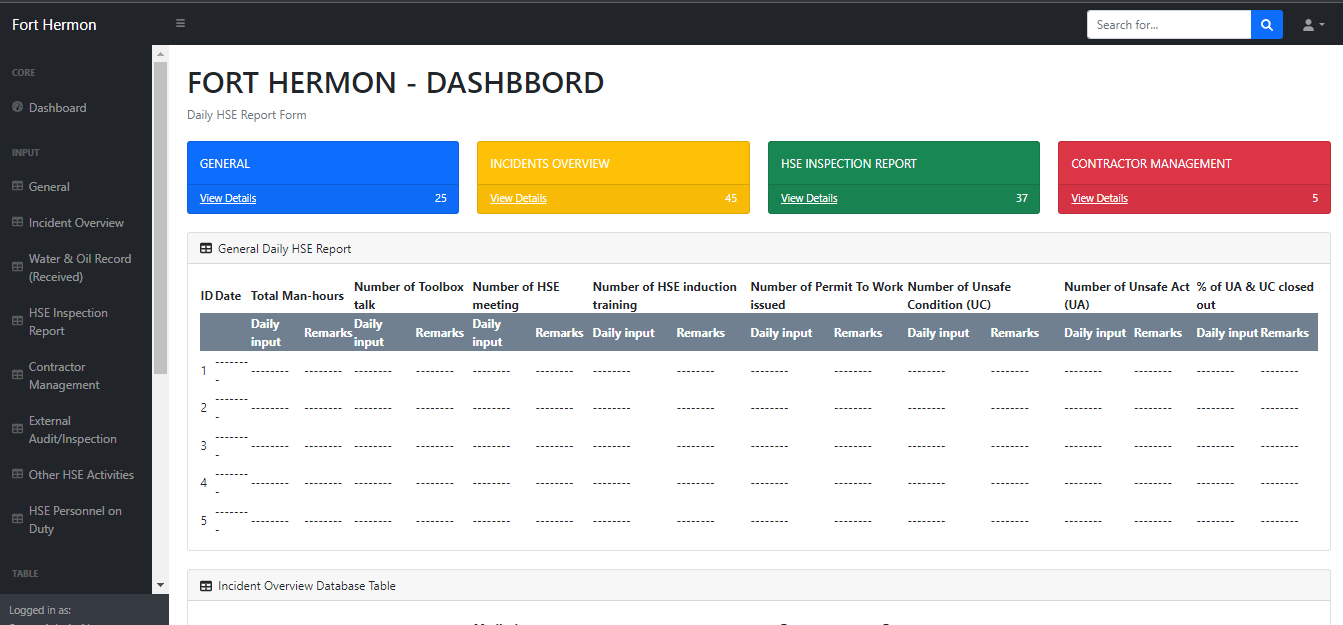 Fort Hermon
Search for...
CORE
Dashboard
INPUT
General
Incident Overview
Water & Oil Record
(Received)
HSE Inspection
Report
Contractor
Management
External
Audit/Inspection
Other HSE Activities
HSE Personnel on
Duty
TABLE
Logged in as:
FORT HERMON - DASHBBORD
Daily HSE Report Form
GENERAL
View Details 25
INCIDENTS OVERVIEW
View Details 45
HSE INSPECTION REPORT
View Details 37
CONTRACTOR MANAGEMENT
View Details 5
General Daily HSE Report
ID Date Total Man-hours Number of Toolbox talk Number of HSE meeting Number of HSE induction training Number of Permit To Work issued Number of Unsafe Condition (UC) Number of Unsafe Act (UA) % of UA & UC closed out
Daily input Remarks Daily input Remarks Daily input Remarks Daily input Remarks Daily input Remarks Daily input Remarks Daily input Remarks Daily input Remarks
1 -------- -------- -------- -------- -------- -------- -------- -------- -------- -------- -------- -------- -------- -------- -------- -------- --------
2 -------- -------- -------- -------- -------- -------- -------- -------- -------- -------- -------- -------- -------- -------- -------- -------- --------
3 -------- -------- -------- -------- -------- -------- -------- -------- -------- -------- -------- -------- -------- -------- -------- -------- --------
4 -------- -------- -------- -------- -------- -------- -------- -------- -------- -------- -------- -------- -------- -------- -------- -------- --------
5 -------- -------- -------- -------- -------- -------- -------- -------- -------- -------- -------- -------- -------- -------- -------- -------- --------
Incident Overview Database Table